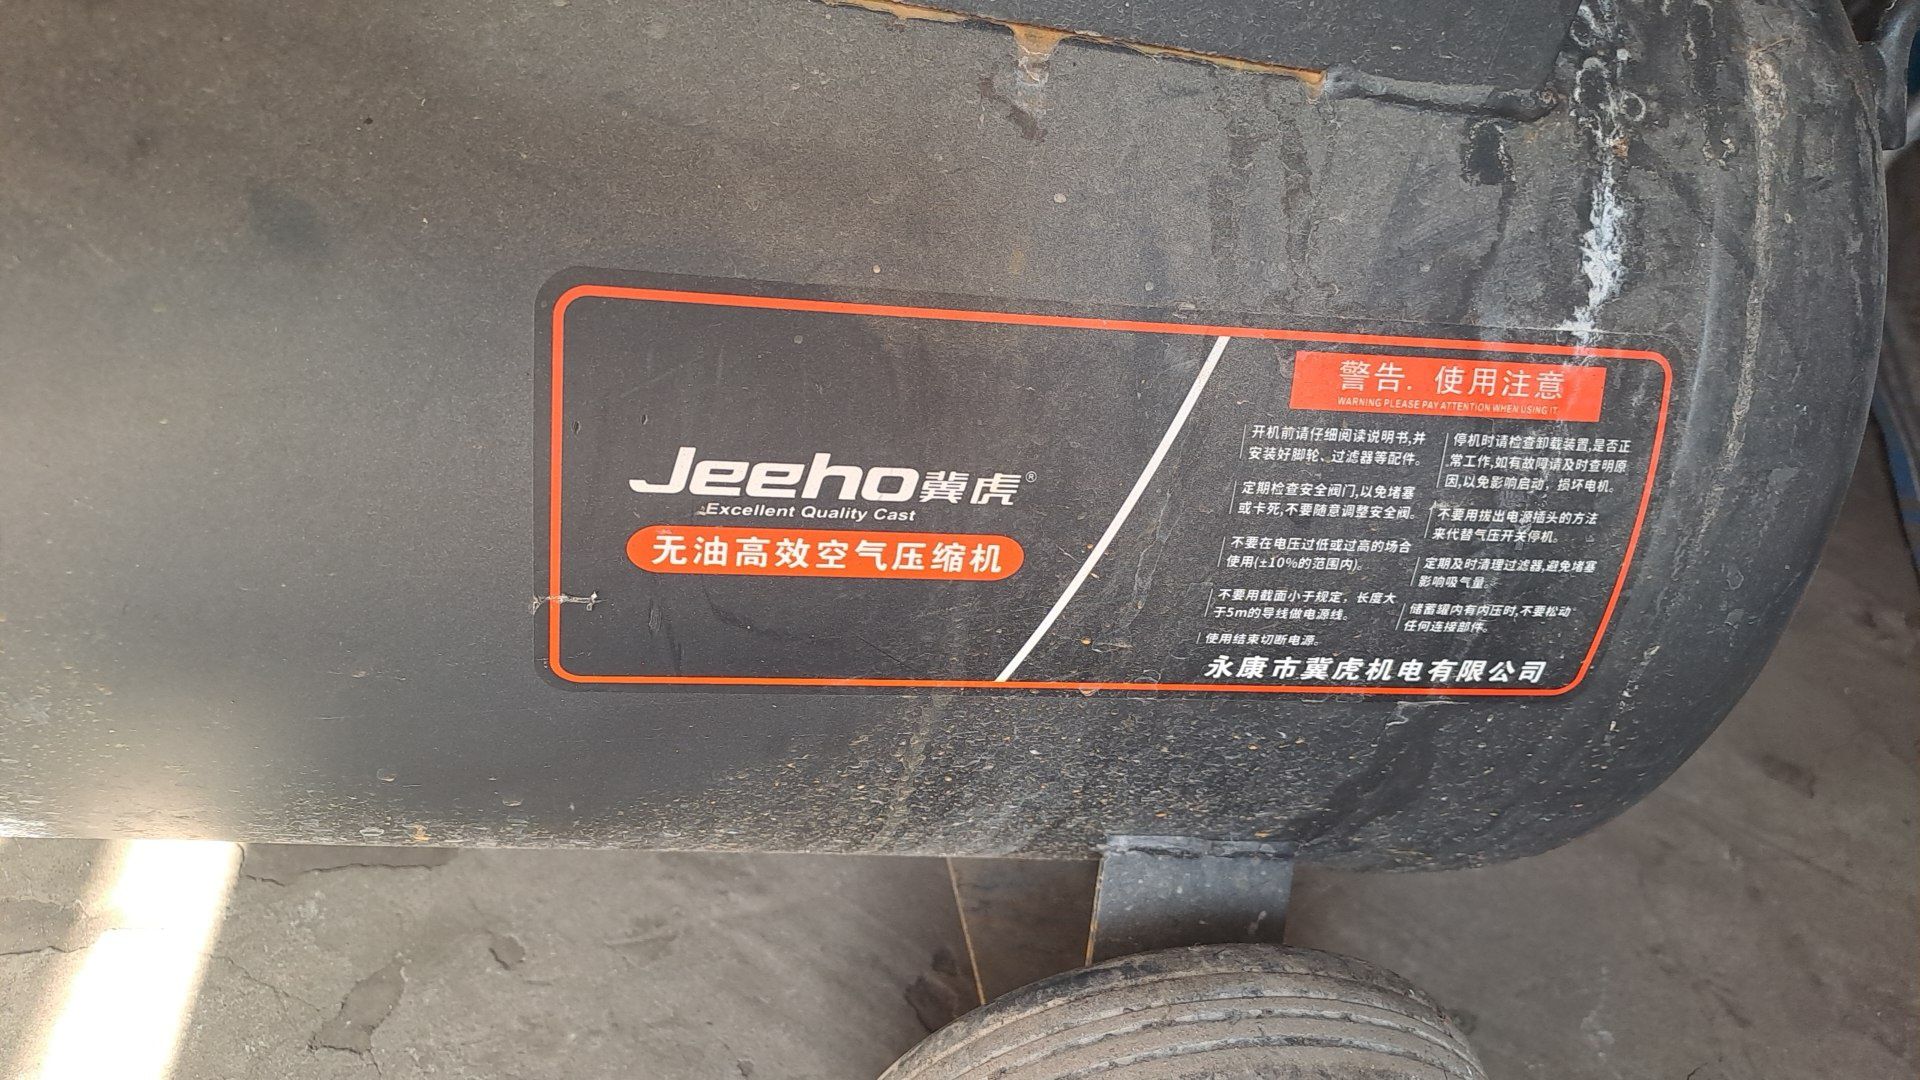 Jeeho冀虎®
Excellent Quality Cast
无油高效空气压缩机
警告. 使用注意
WARNING PLEASE PAY ATTENTION WHEN USING IT
开机前请仔细阅读说明书,并
安装好脚轮、过滤器等配件。
定期检查安全阀门,以免堵塞
或卡死,不要随意调整安全阀。
不要在电压过低或过高的场合
使用(±10%的范围内)。
不要用截面小于规定，长度大
于5m的导线做电源线。
使用结束切断电源。
停机时请检查卸载装置,是否正
常工作,如有故障请及时查明原
因,以免影响启动，损坏电机。
不要用拔出电源插头的方法
来代替气压开关停机。
定期及时清理过滤器,避免堵塞
影响吸气量。
储蓄罐内有内压时,不要松动
任何连接部件。
永康市冀虎机电有限公司